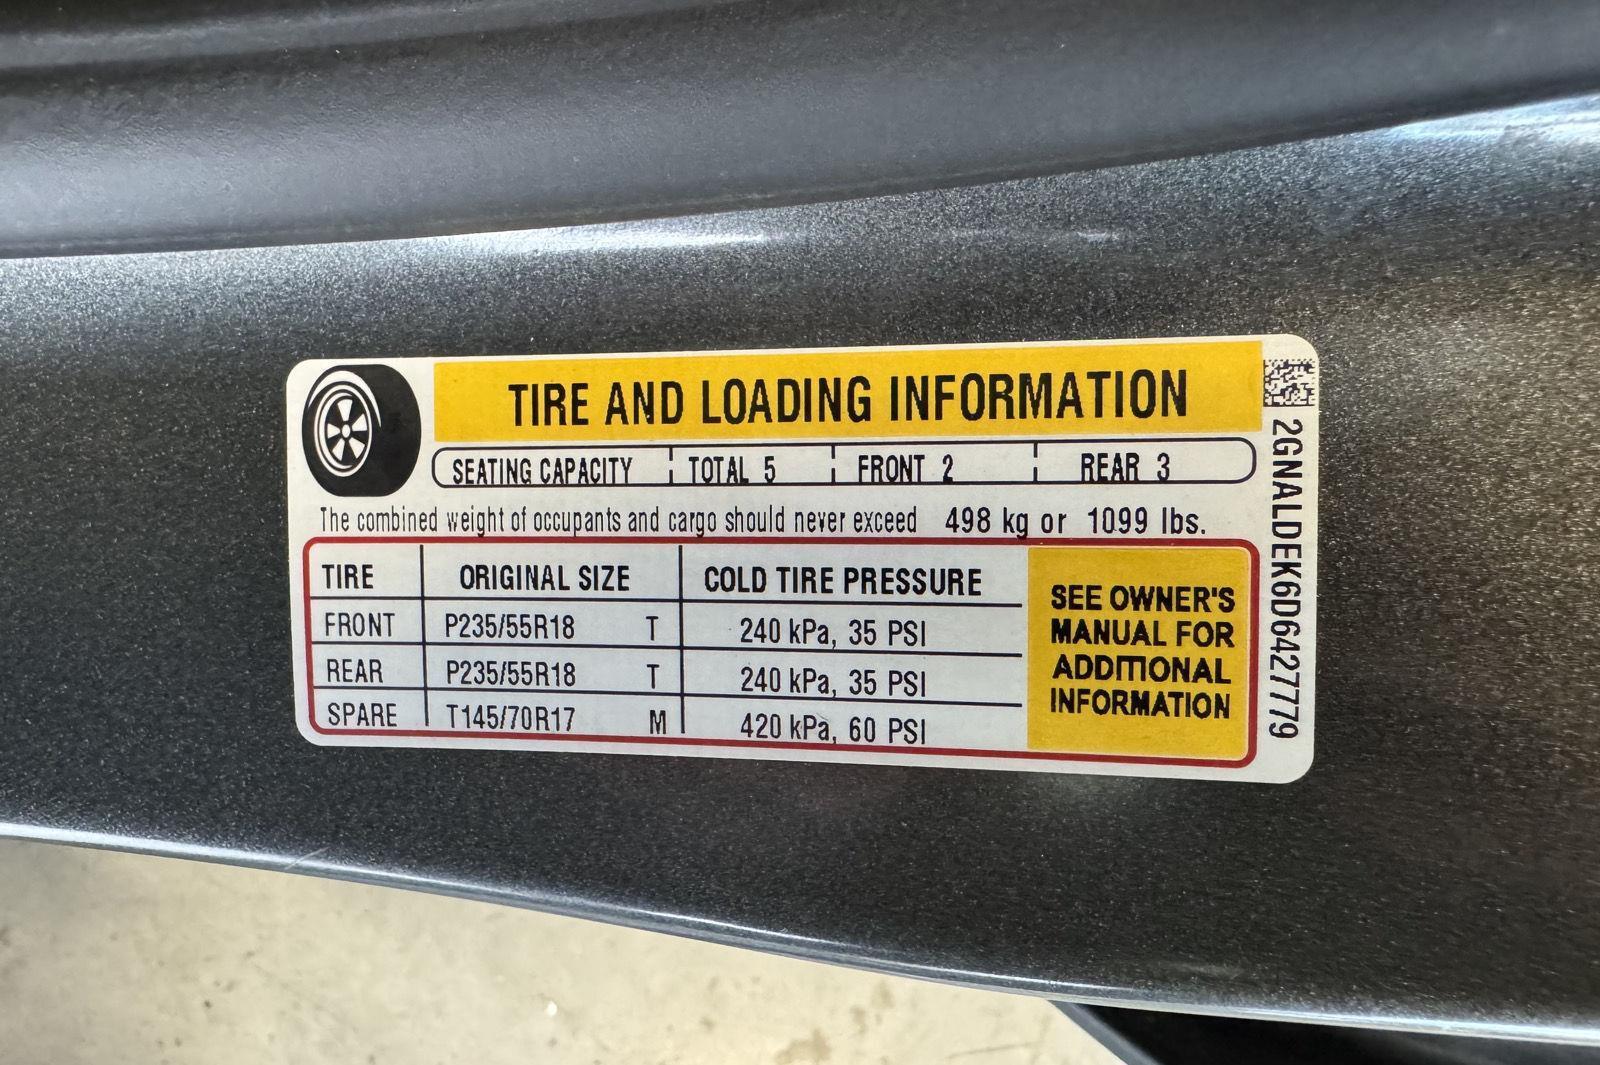 TIRE AND LOADING INFORMATION
SEATING CAPACITY TOTAL 5 FRONT 2 REAR 3
The combined weight of occupants and cargo should never exceed 498 kg or 1099 lbs.
TIRE ORIGINAL SIZE COLD TIRE PRESSURE
FRONT P235/55R18 T 240 kPa, 35 PSI
REAR P235/55R18 T 240 kPa, 35 PSI
SPARE T145/70R17 M 420 kPa, 60 PSI
SEE OWNER'S
MANUAL FOR
ADDITIONAL
INFORMATION
2GNALDEK6D6427779